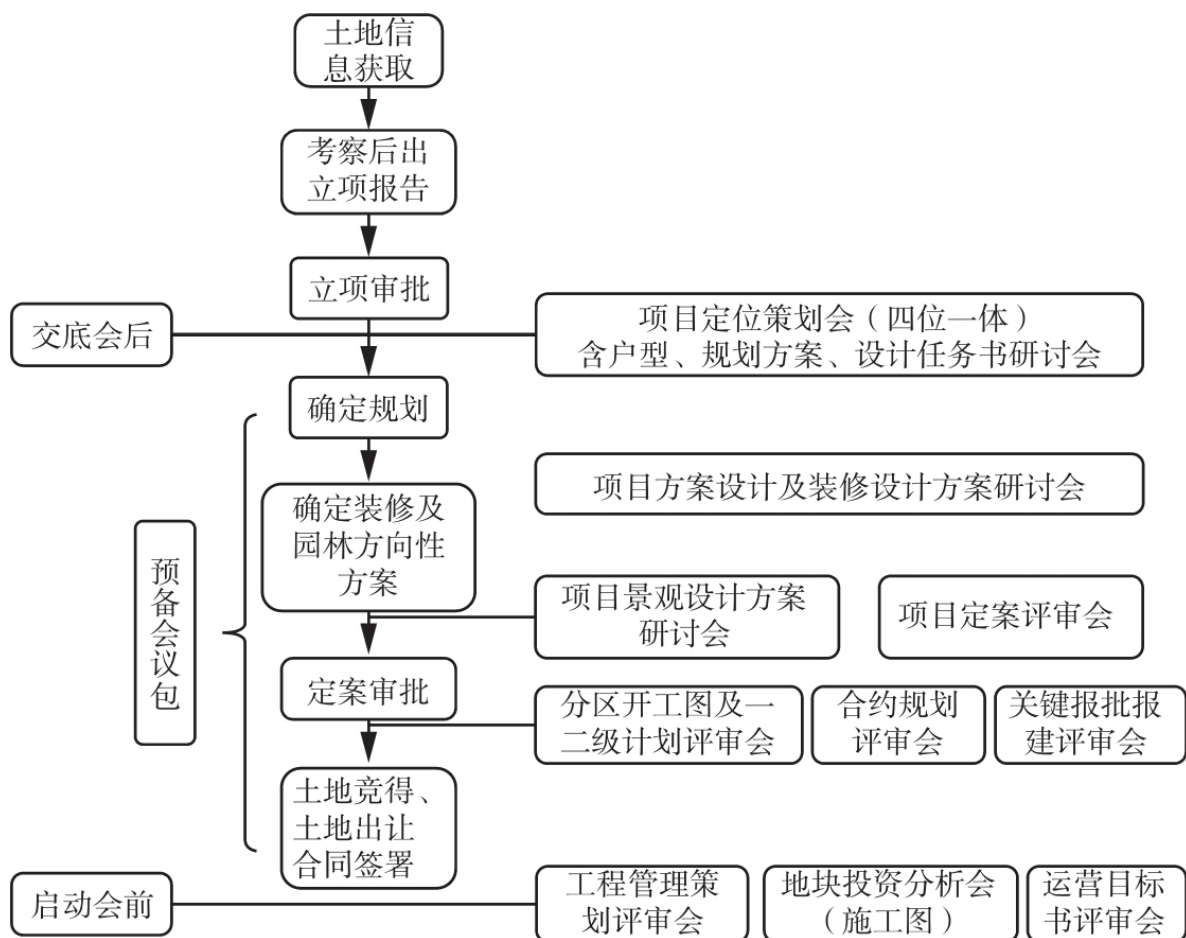 土地信
息获取
考察后出
立项报告
立项审批
交底会后
项目定位策划会（四位一体）
含户型、规划方案、设计任务书研讨会
确定规划
项目方案设计及装修设计方案研讨会
确定装修及
园林方向性
方案
预备会议包
项目景观设计方案
研讨会
项目定案评审会
定案审批
分区开工图及一
二级计划评审会
合约规划
评审会
关键报批报
建评审会
土地竞得、
土地出让
合同签署
启动会前
工程管理策
划评审会
地块投资分析会
（施工图）
运营目标
书评审会